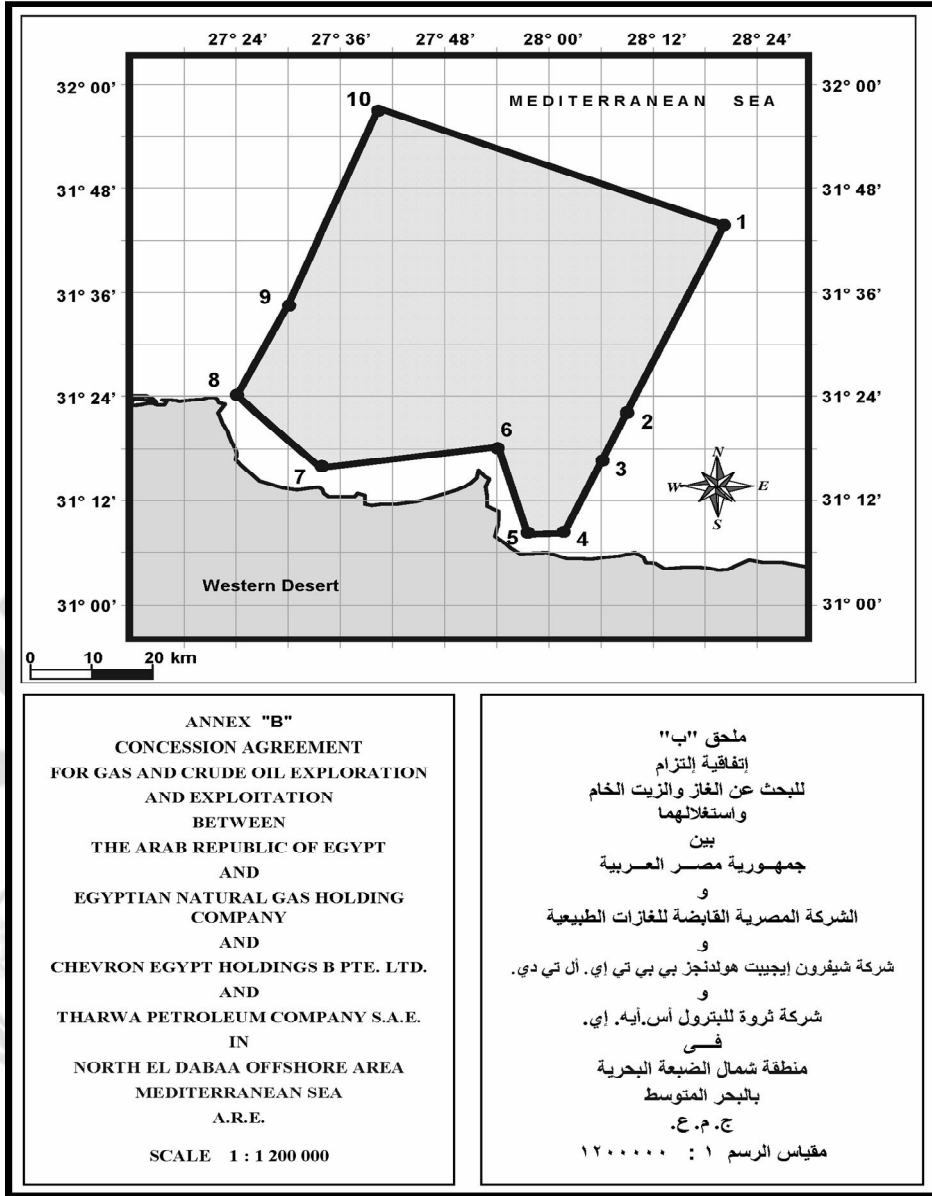 27° 24' 27° 36' 27° 48' 28° 00' 28° 12' 28° 24'
32° 00' 32° 00'
10 MEDITERRANEAN SEA
31° 48' 31° 48'
1
31° 36' 31° 36'
9
8
31° 24' 31° 24'
2
6
3
7
N
W E
S
31° 12' 31° 12'
5 4
Western Desert
31° 00' 31° 00'
0 10 20 km
ANNEX "B"
CONCESSION AGREEMENT
FOR GAS AND CRUDE OIL EXPLORATION
AND EXPLOITATION
BETWEEN
THE ARAB REPUBLIC OF EGYPT
AND
EGYPTIAN NATURAL GAS HOLDING
COMPANY
AND
CHEVRON EGYPT HOLDINGS B PTE. LTD.
AND
THARWA PETROLEUM COMPANY S.A.E.
IN
NORTH EL DABAA OFFSHORE AREA
MEDITERRANEAN SEA
A.R.E.
SCALE 1 : 1 200 000
ملحق "ب"
إتفاقية إلتزام
للبحث عن الغاز والزيت الخام
واستغلالهما
بين
جمهــورية مصـــر العـــربية
و
الشركة المصرية القابضة للغازات الطبيعية
و
شركة شيفرون إيجيبت هولدنجز بي بي تي إي. أل تي دي.
و
شركة ثروة للبترول أس.أيه. إي.
فـــى
منطقة شمال الضبعة البحرية
بالبحر المتوسط
ج. م. ع.
مقياس الرسم ١ : ١٢٠٠٠٠٠